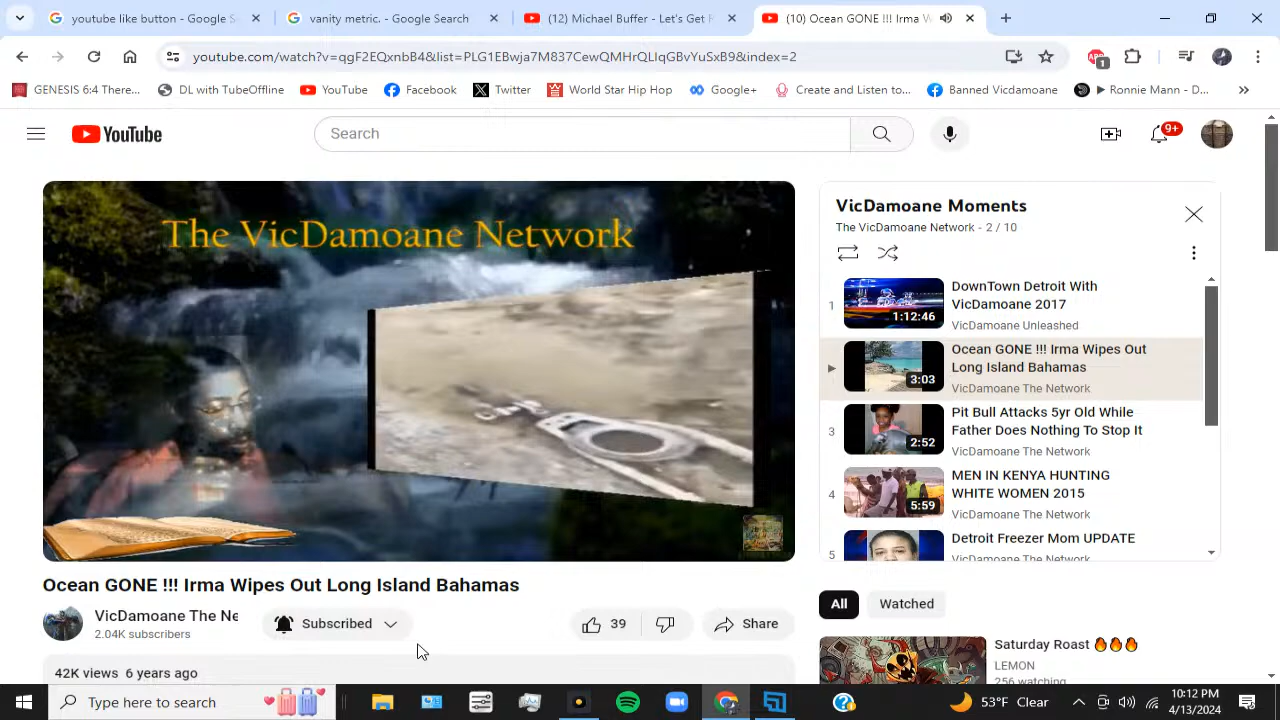 youtube like button - Google S
vanity metric. - Google Search
(12) Michael Buffer - Let's Get R
(10) Ocean GONE !!! Irma W
youtube.com/watch?v=qgF2EQxnbB4&list=PLG1EBwja7M837CewQMHrQLIqGBvYuSxB9&index=2
1
GENESIS 6:4 There...
DL with TubeOffline
YouTube
Facebook
Twitter
World Star Hip Hop
Google+
Create and Listen to...
Banned Vicdamoane
▶ Ronnie Mann - D...
YouTube
Search
9+
The VicDamoane Network
VicDamoane Moments
The VicDamoane Network - 2 / 10
1
1:12:46
DownTown Detroit With
VicDamoane 2017
VicDamoane Unleashed
3:03
Ocean GONE !!! Irma Wipes Out
Long Island Bahamas
VicDamoane The Network
3
2:52
Pit Bull Attacks 5yr Old While
Father Does Nothing To Stop It
VicDamoane The Network
4
5:59
MEN IN KENYA HUNTING
WHITE WOMEN 2015
VicDamoane The Network
5
Detroit Freezer Mom UPDATE
VicDamoane The Network
Ocean GONE !!! Irma Wipes Out Long Island Bahamas
VicDamoane The Ne
2.04K subscribers
Subscribed
39
Share
All
Watched
42K views 6 years ago
Saturday Roast 🔥🔥🔥
LEMON
256 watching
Type here to search
53°F Clear
10:12 PM
4/13/2024